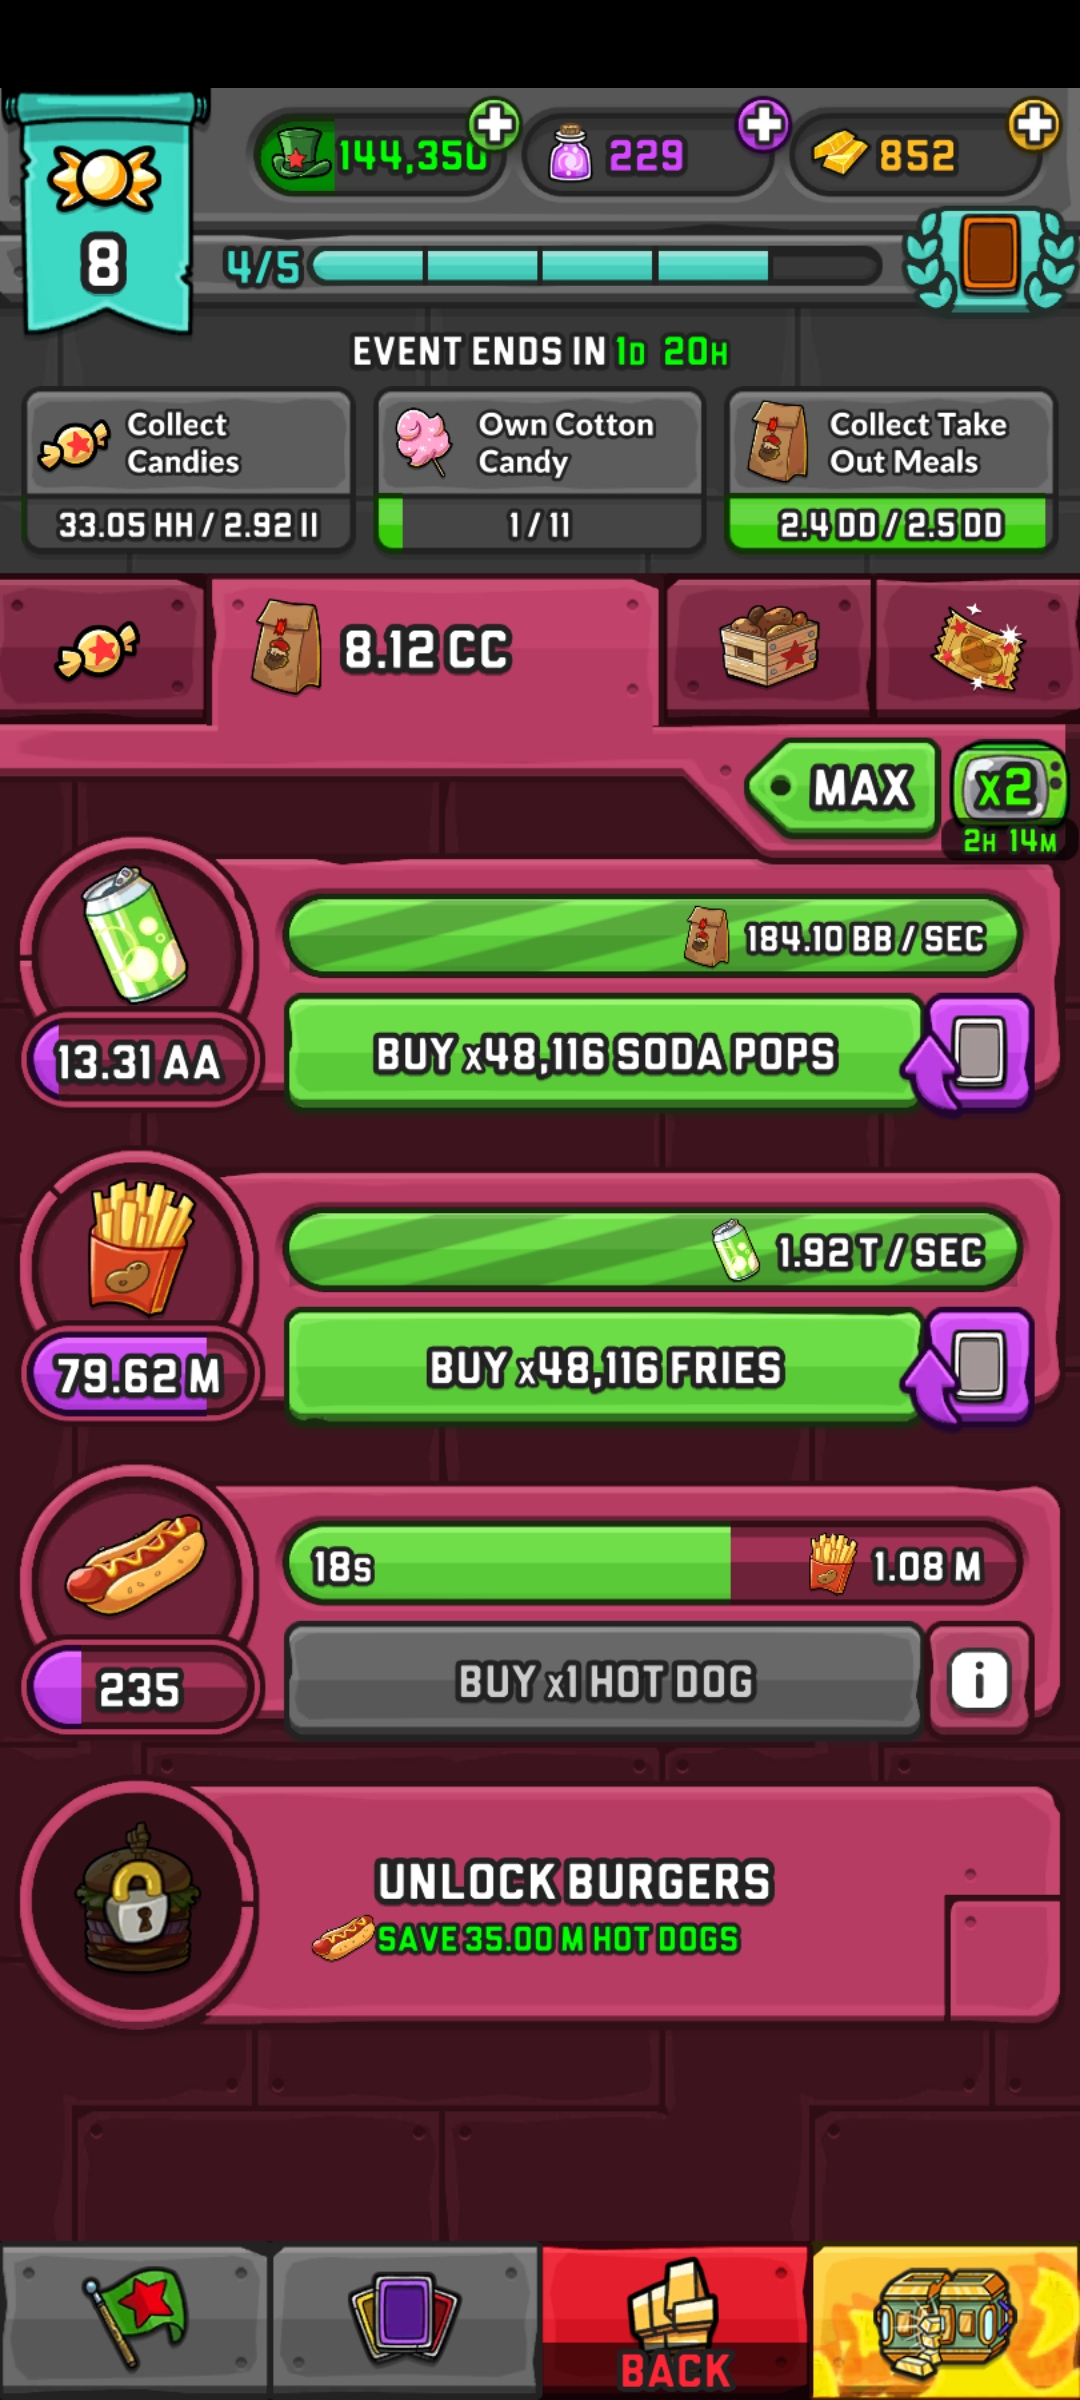 144,350
229
852
8
4/5
EVENT ENDS IN 1D 20H
Collect
Candies
33.05 HH / 2.92 II
Own Cotton
Candy
1 / 11
Collect Take
Out Meals
2.4 DD / 2.5 DD
8.12 CC
MAX
x2
2H 14M
184.10 BB / SEC
13.31 AA
BUY x48,116 SODA POPS
1.92 T / SEC
79.62 M
BUY x48,116 FRIES
18s
1.08 M
235
BUY x1 HOT DOG
i
UNLOCK BURGERS
SAVE 35.00 M HOT DOGS
BACK